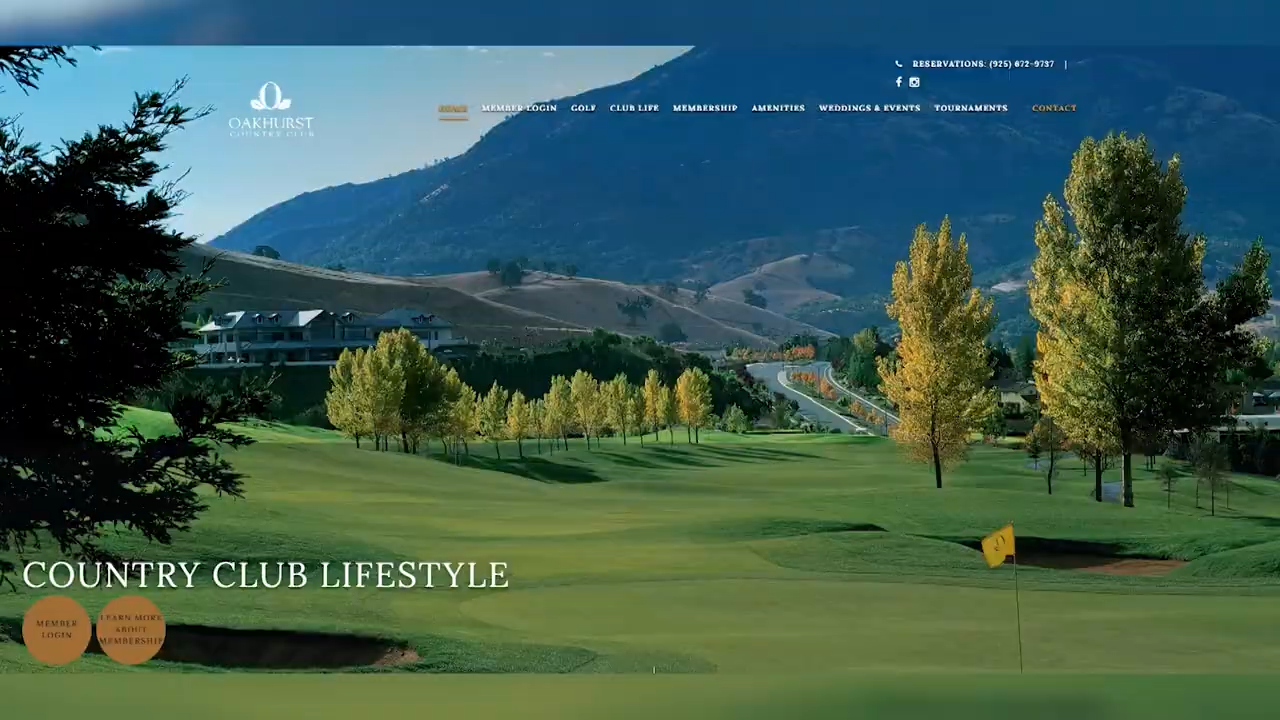 RESERVATIONS: (925) 672-9737 |
OAKHURST
COUNTRY CLUB
HOME MEMBER LOGIN GOLF CLUB LIFE MEMBERSHIP AMENITIES WEDDINGS & EVENTS TOURNAMENTS CONTACT
COUNTRY CLUB LIFESTYLE
MEMBER
LOGIN
LEARN MORE
ABOUT
MEMBERSHIP